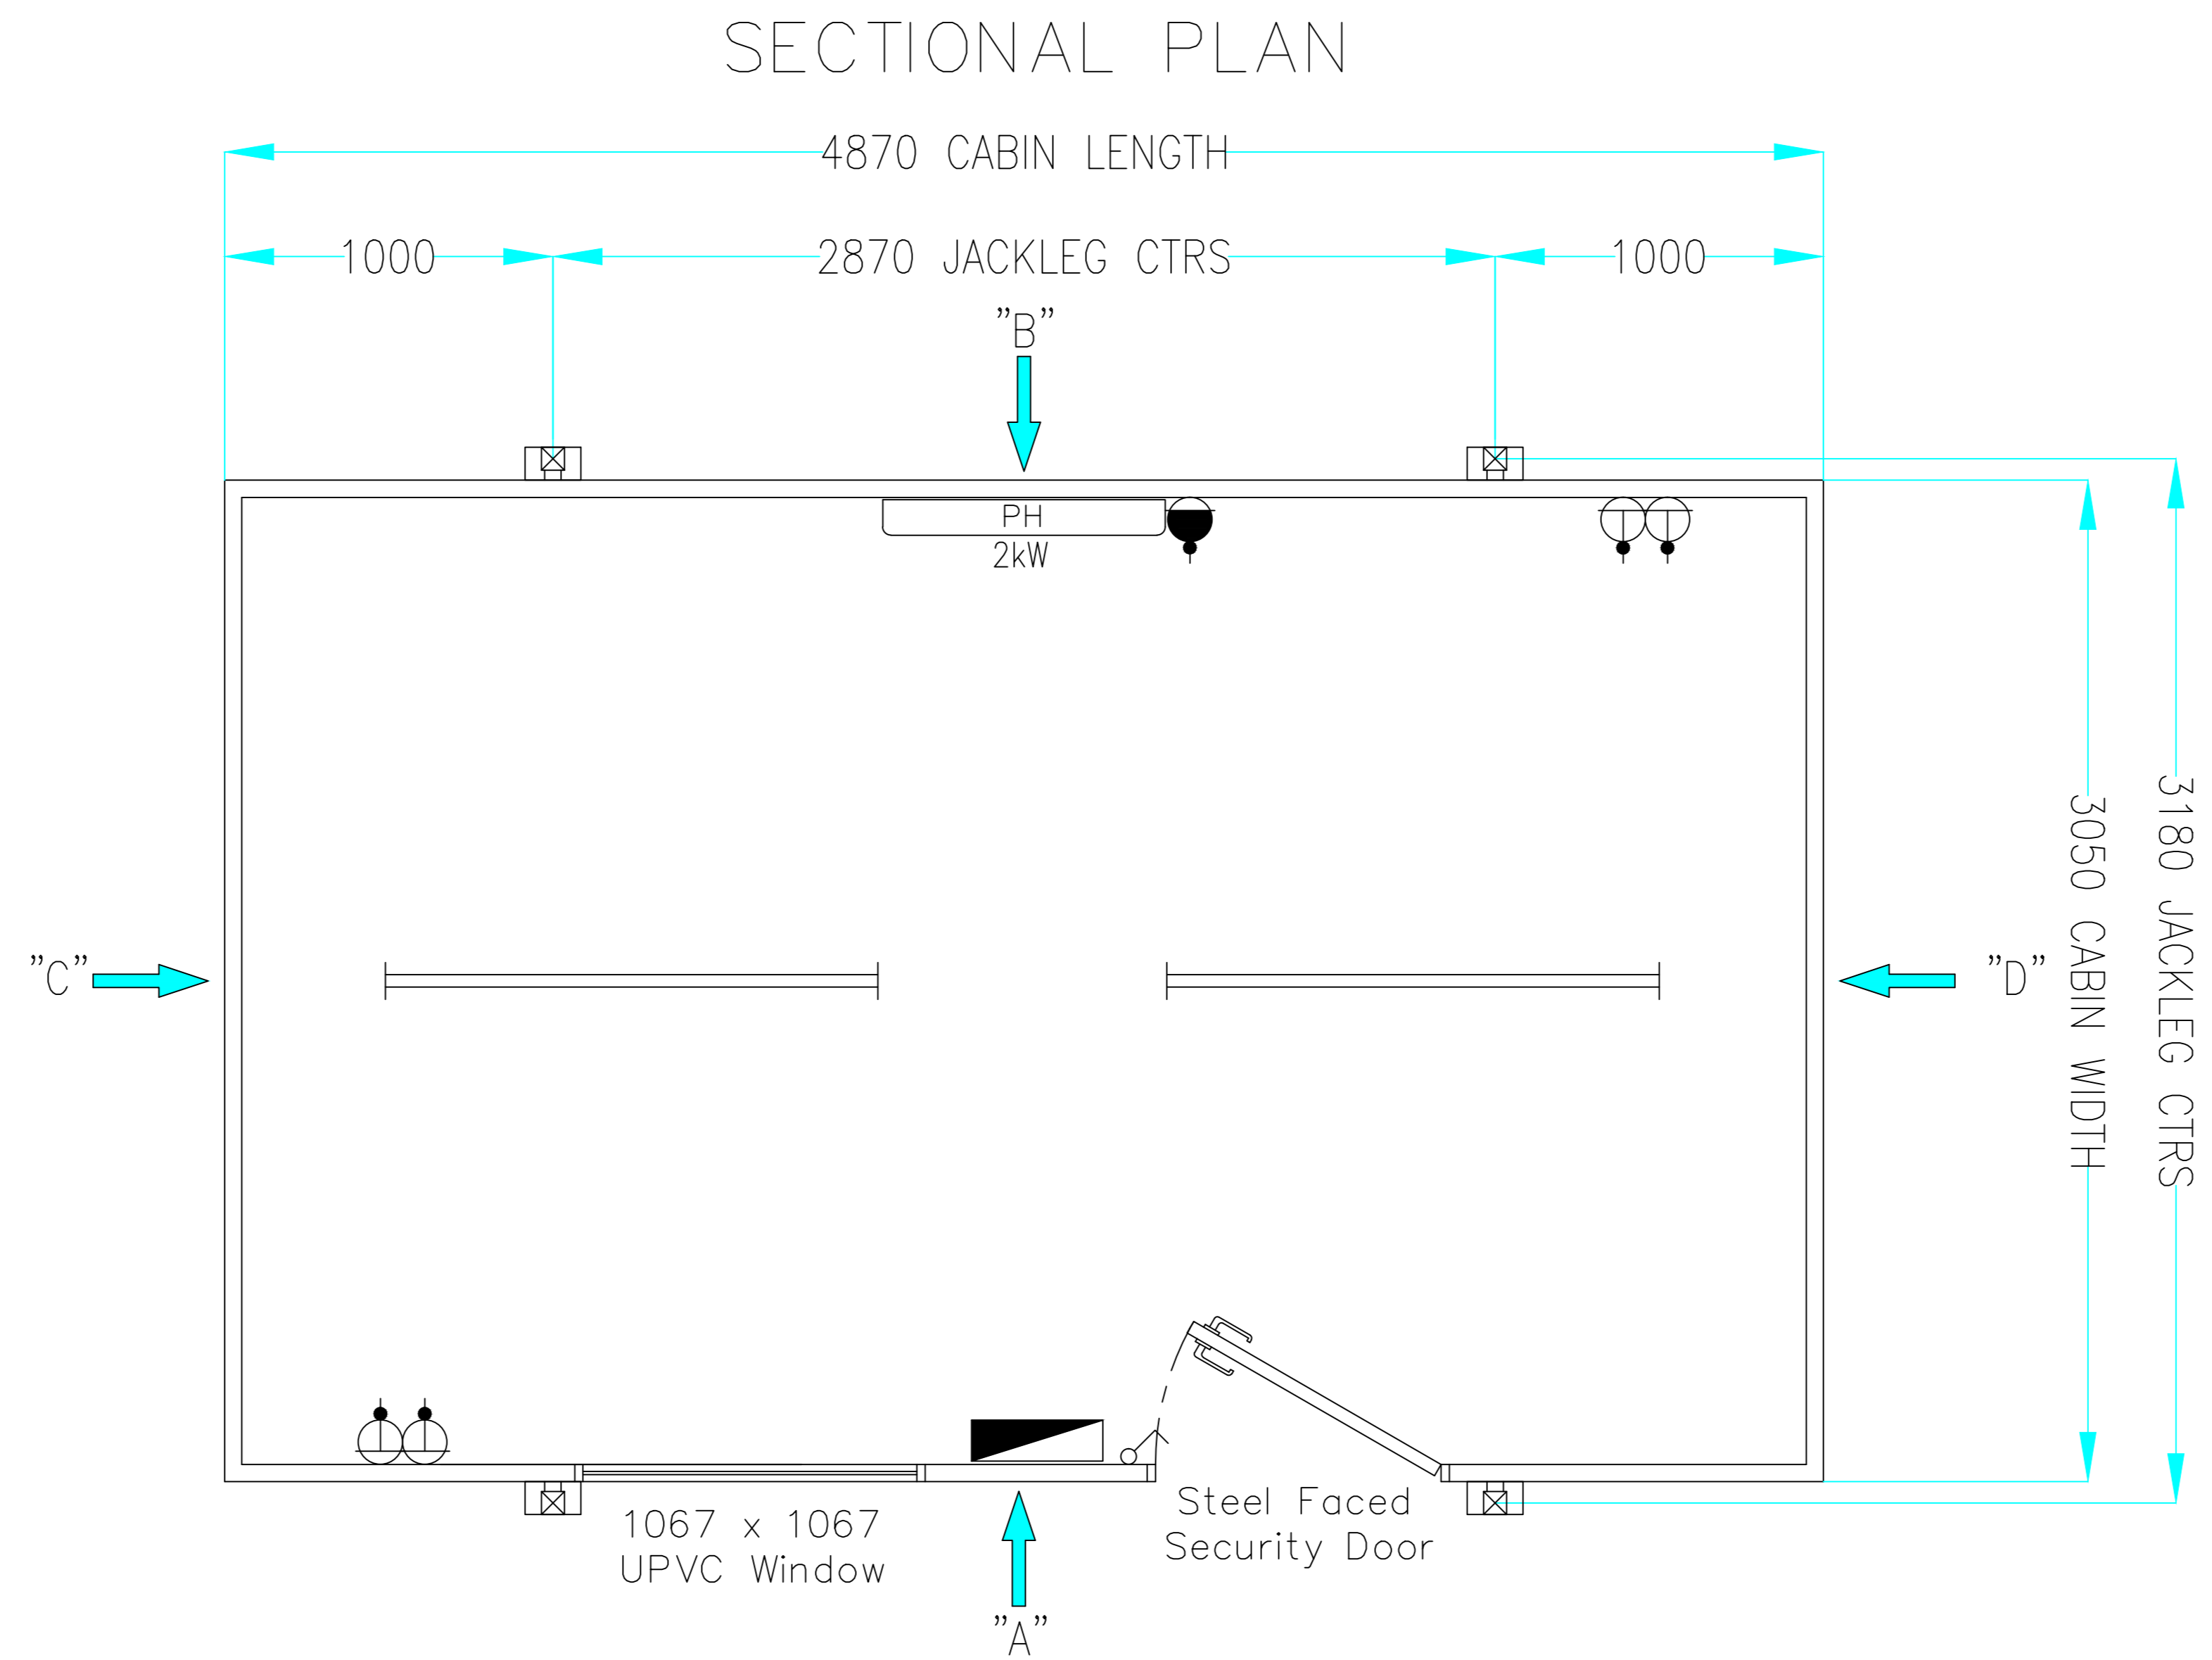 SECTIONAL PLAN
4870 CABIN LENGTH
1000
2870 JACKLEG CTRS
1000
"B"
PH
2kW
3050 CABIN WIDTH
3180 JACKLEG CTRS
"C"
"D"
Steel Faced
Security Door
1067 x 1067
UPVC Window
"A"